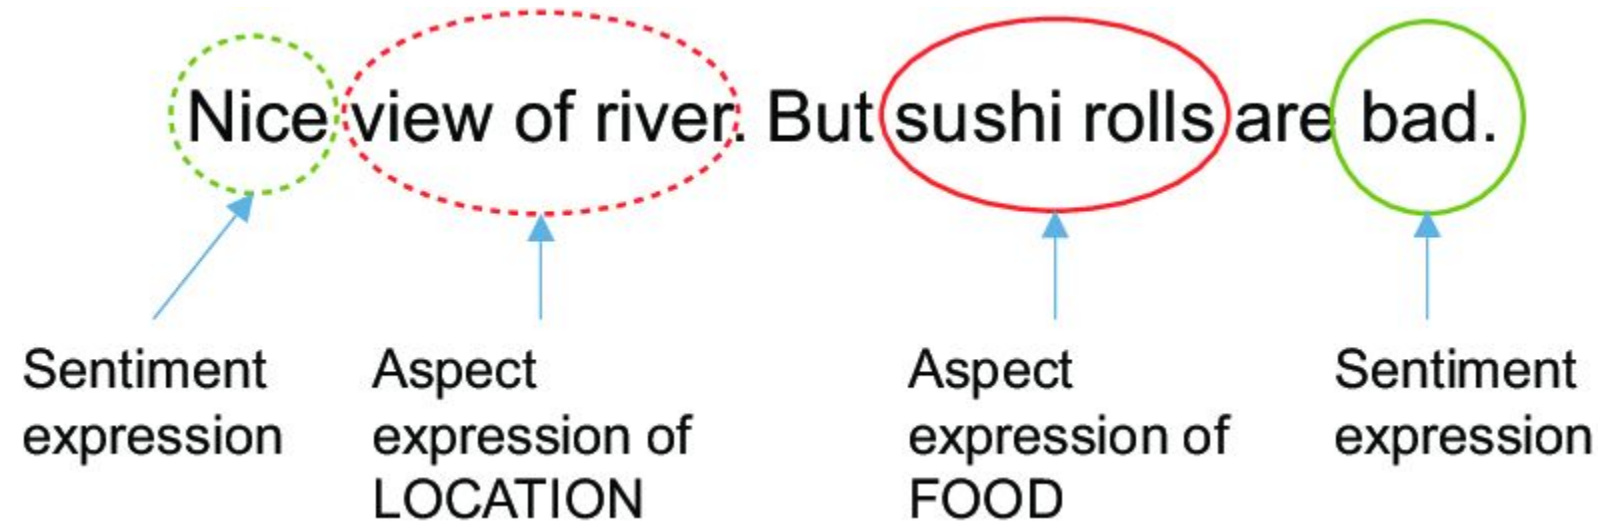 Nice view of river. But sushi rolls are bad.
Sentiment
expression
Aspect
expression of
LOCATION
Aspect
expression of
FOOD
Sentiment
expression